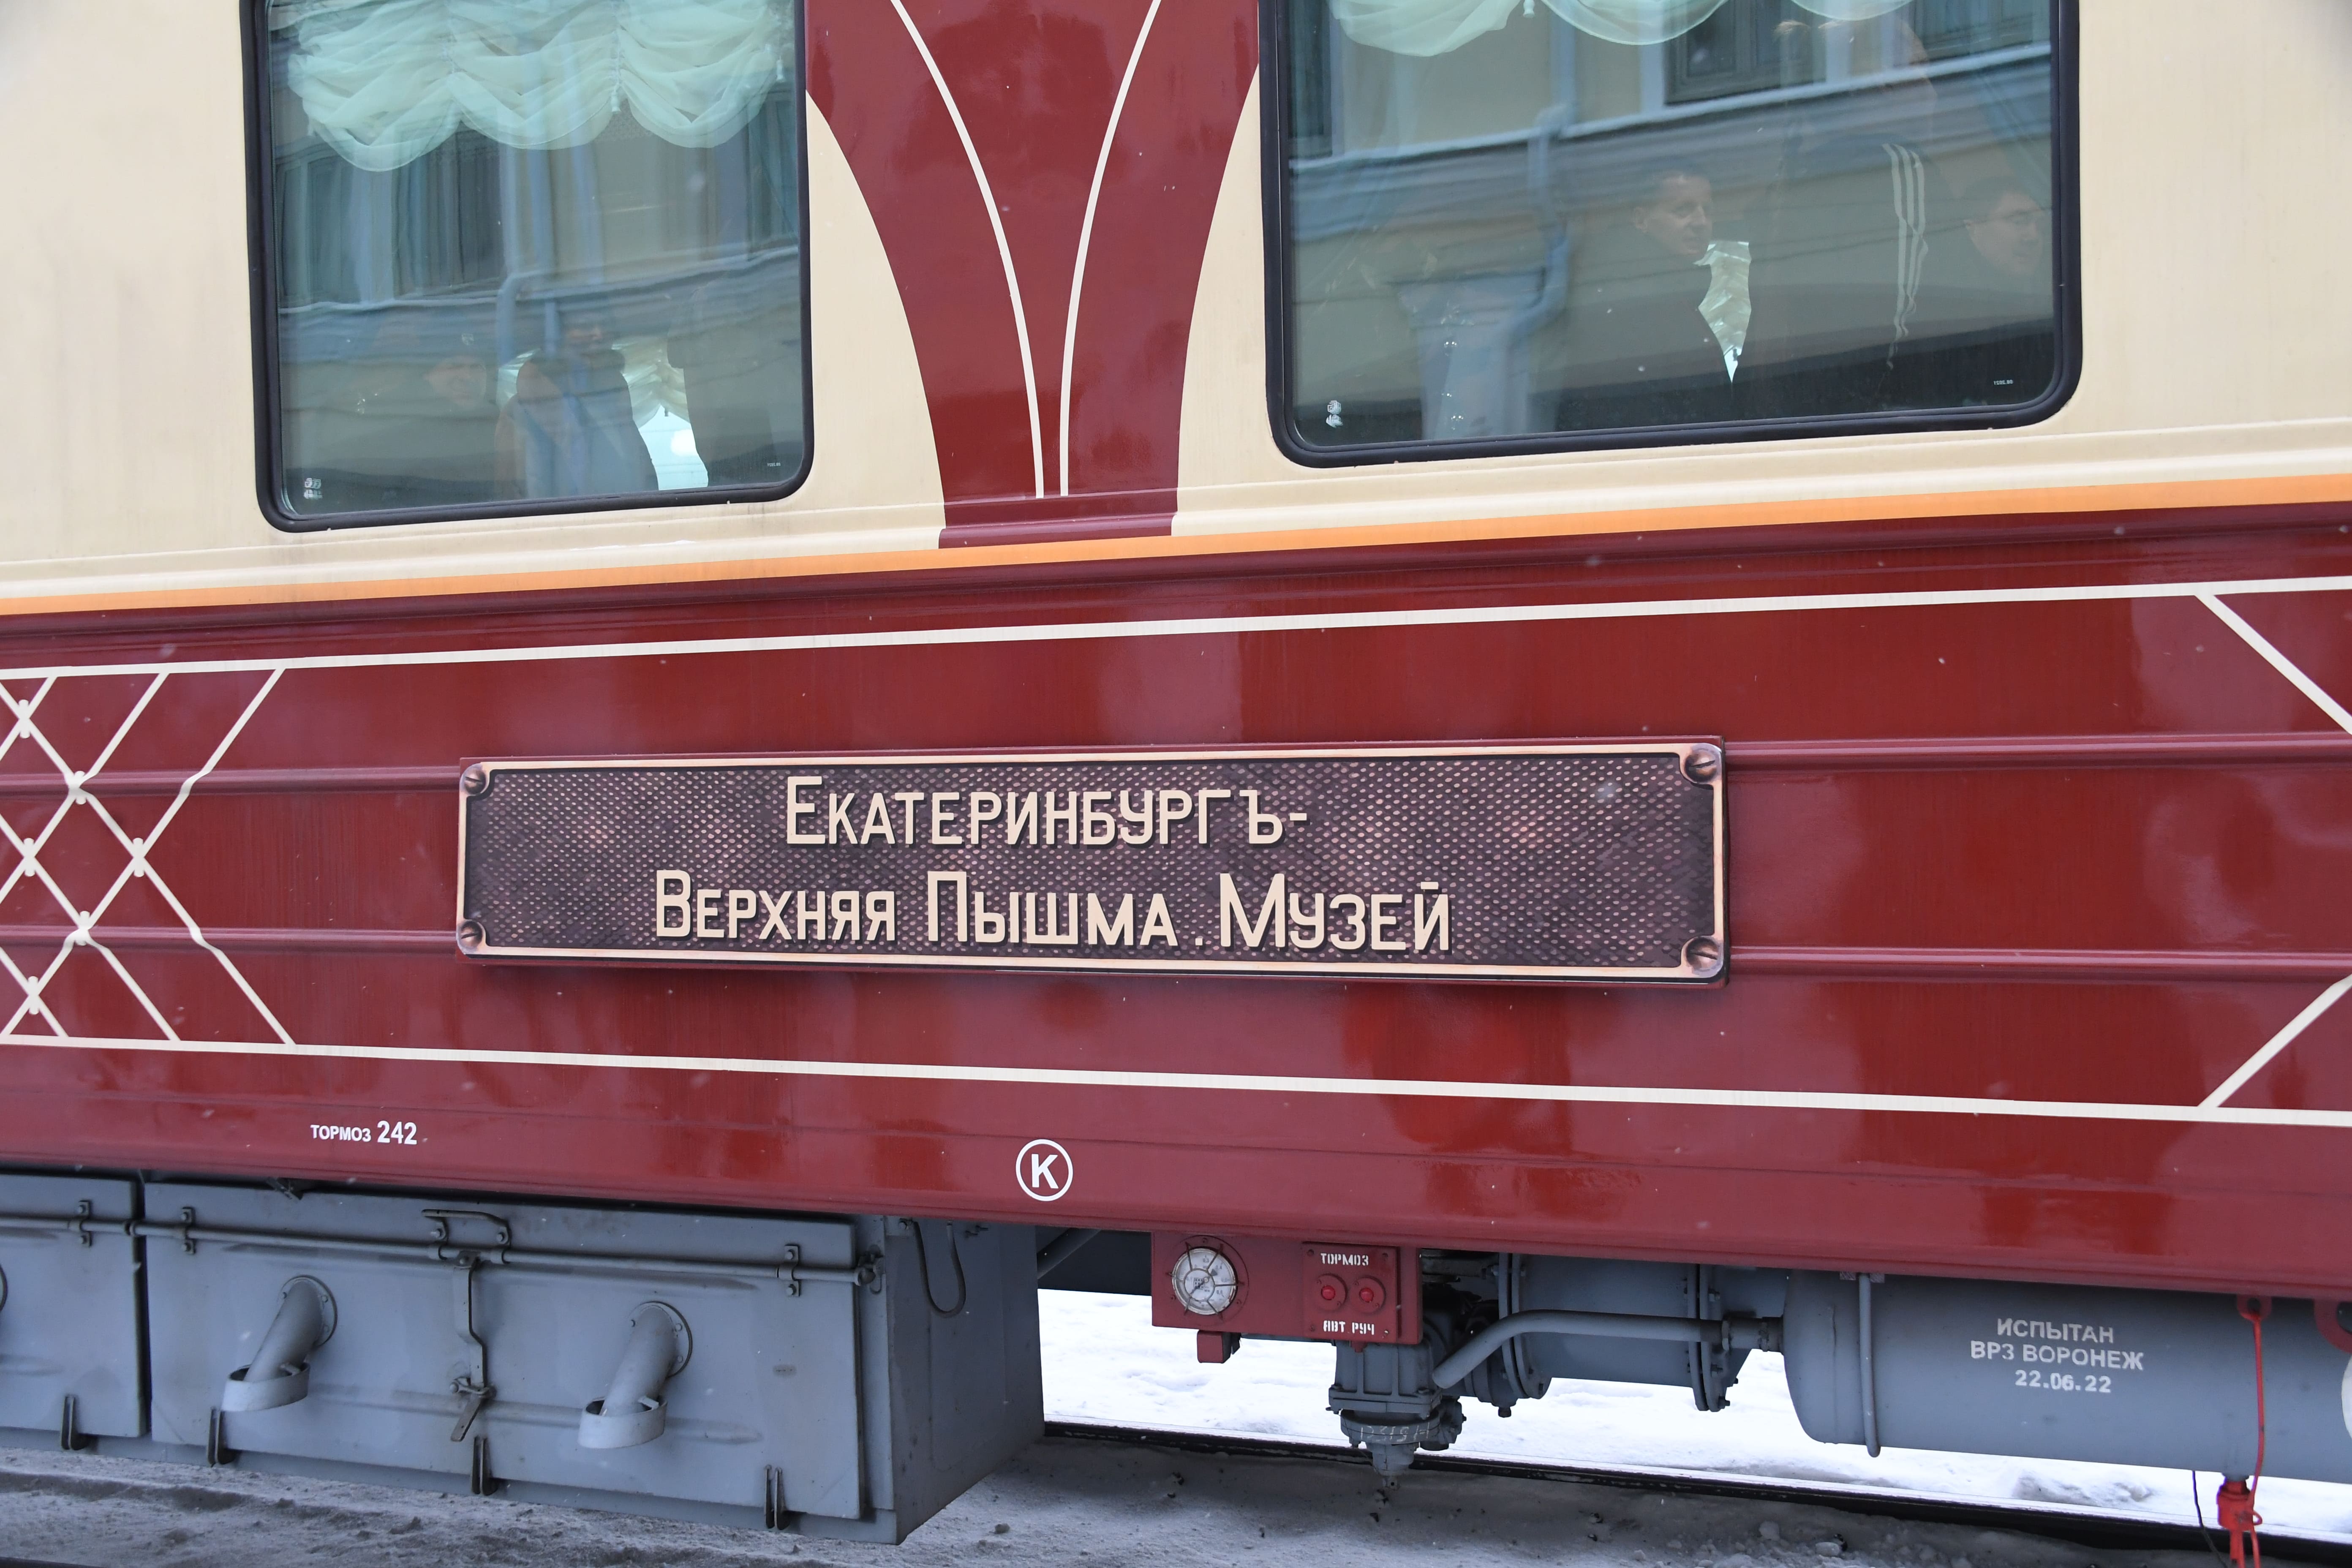 ЕКАТЕРИНБУРГЪ-
ВЕРХНЯЯ ПЫШМА . МУЗЕЙ
ТОРМОЗ 242
К
ТОРМОЗ
АВТ РУЧ
ИСПЫТАН
ВРЗ ВОРОНЕЖ
22.06.22